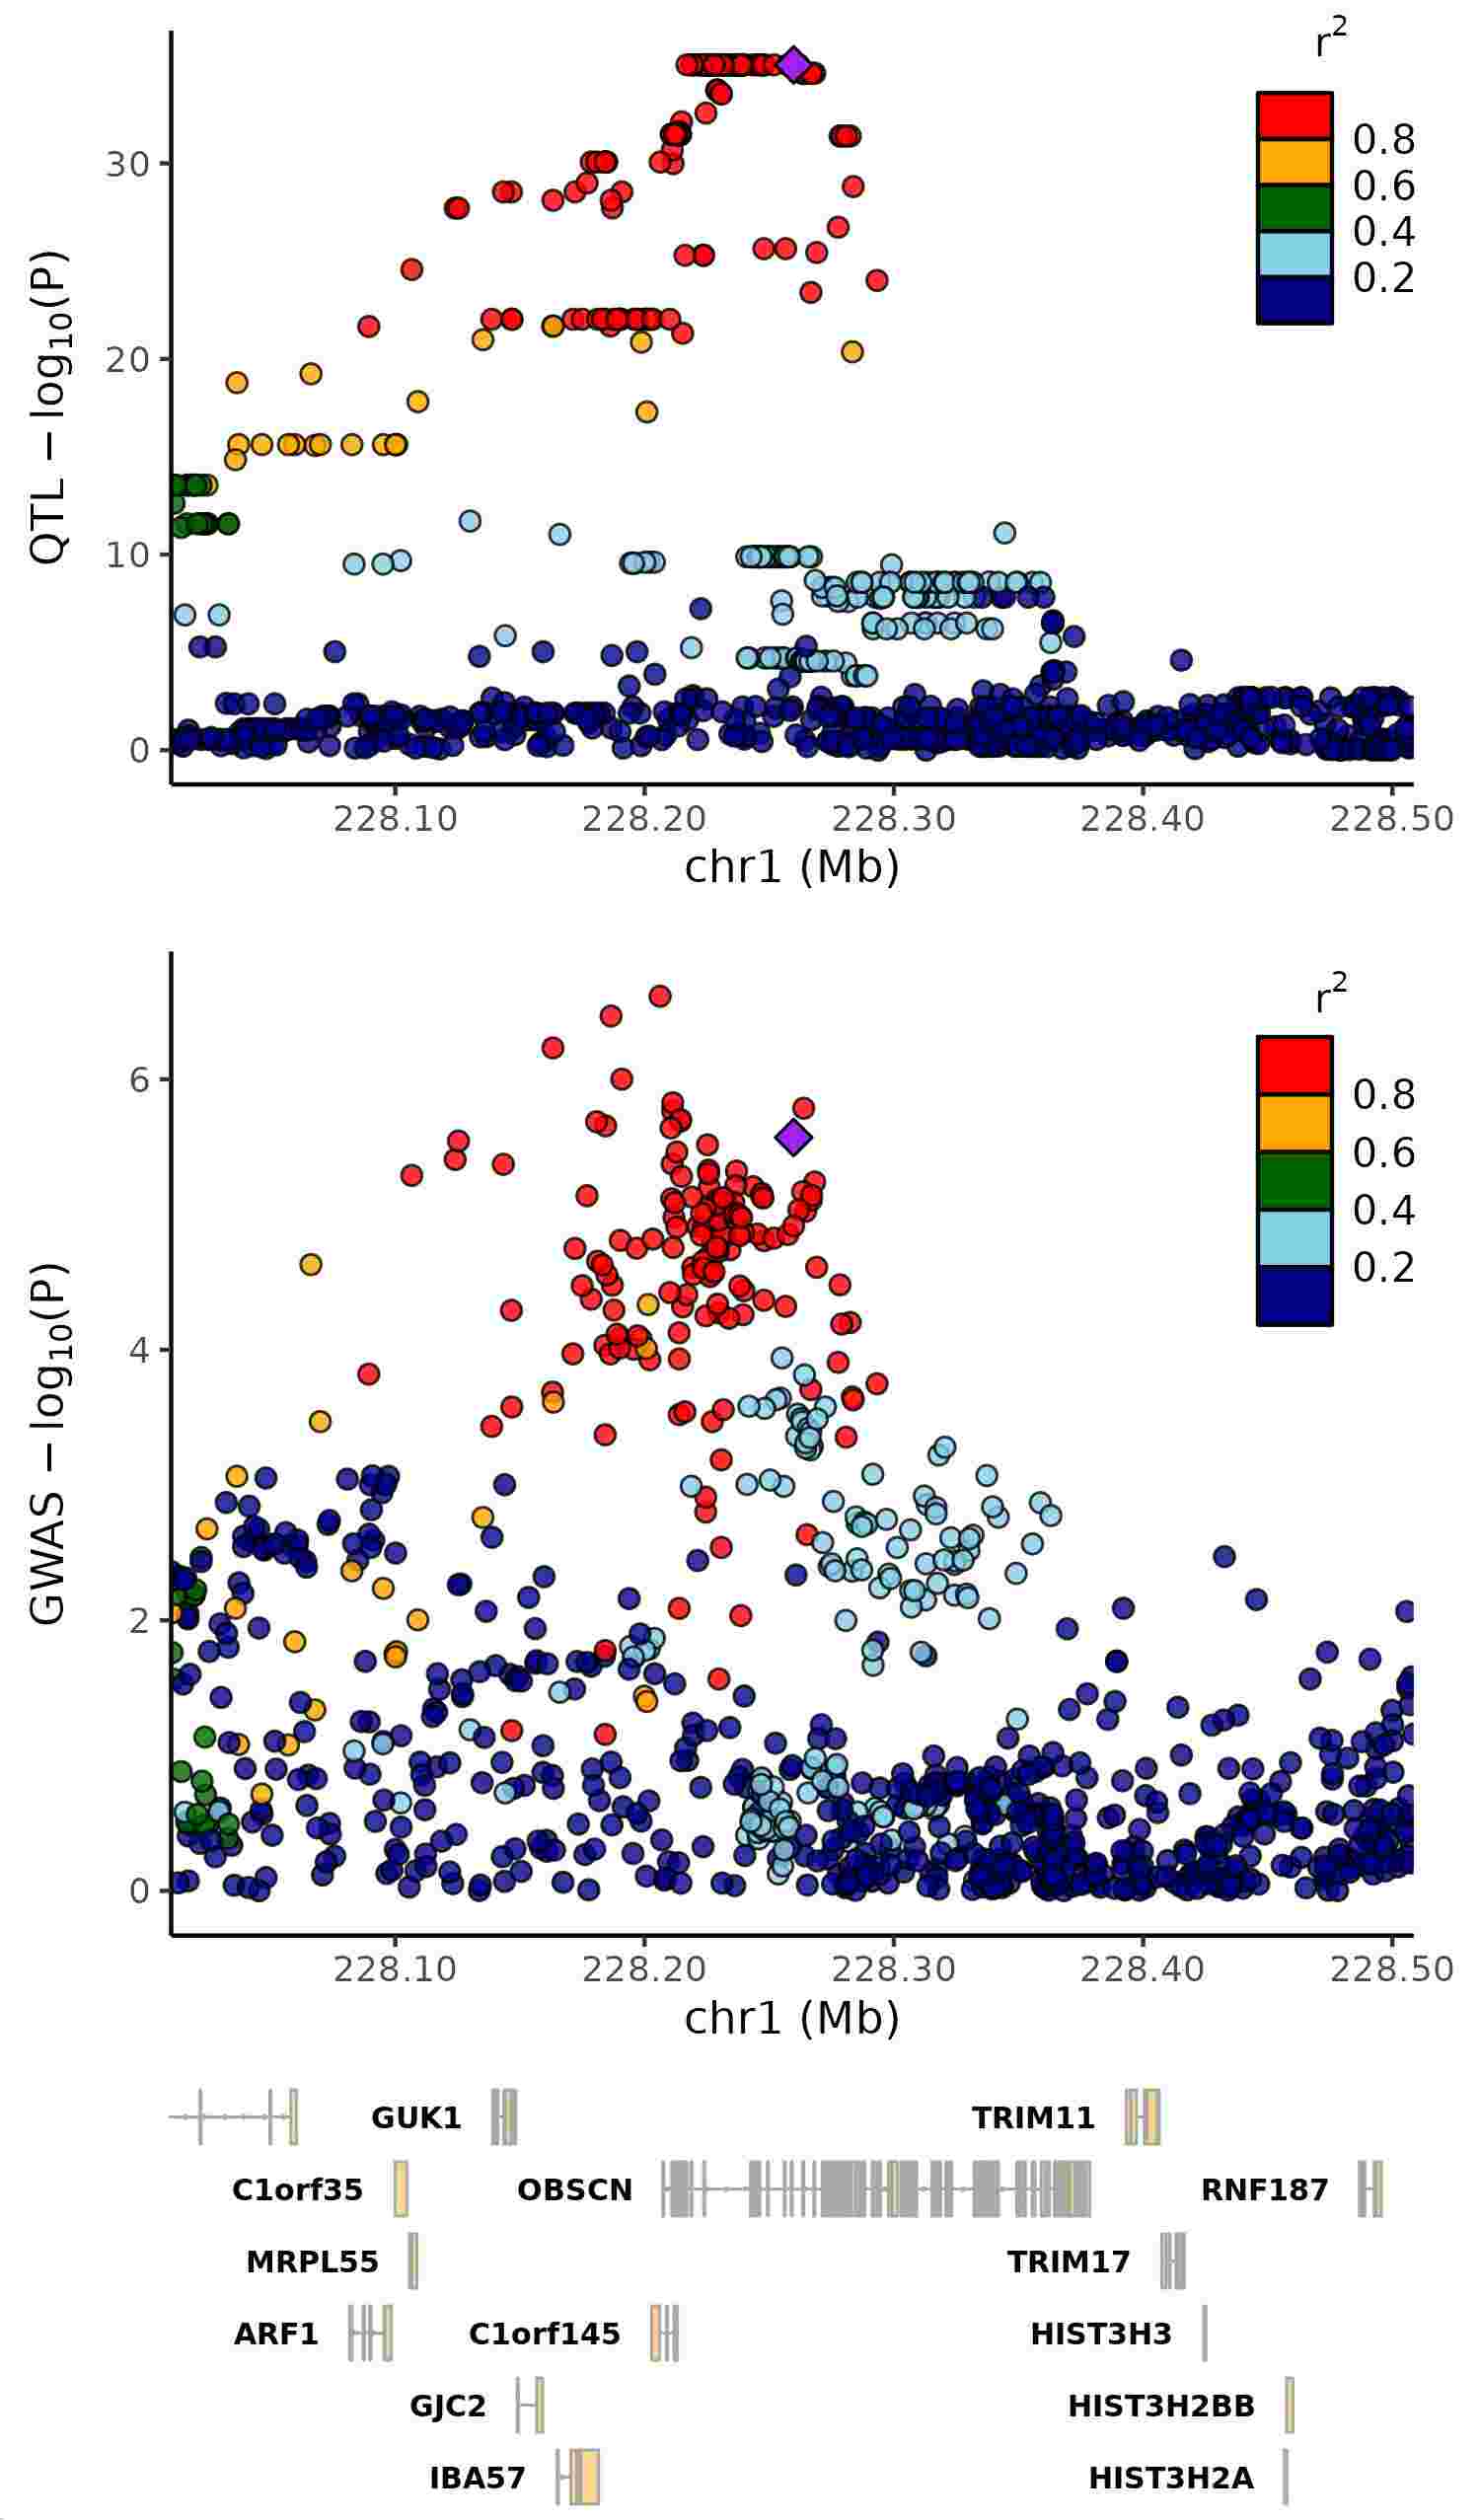 r²
0.8
0.6
0.4
0.2
QTL − log₁₀(P)
30
20
10
0
228.10 228.20 228.30 228.40 228.50
chr1 (Mb)
r²
0.8
0.6
0.4
0.2
GWAS − log₁₀(P)
6
4
2
0
228.10 228.20 228.30 228.40 228.50
chr1 (Mb)
GUK1 TRIM11
C1orf35 OBSCN RNF187
MRPL55 TRIM17
ARF1 C1orf145 HIST3H3
GJC2 HIST3H2BB
IBA57 HIST3H2A